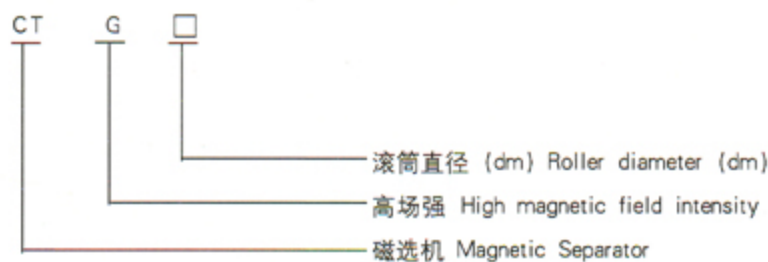 CT G □
滚筒直径 (dm) Roller diameter (dm)
高场强 High magnetic field intensity
磁选机 Magnetic Separator